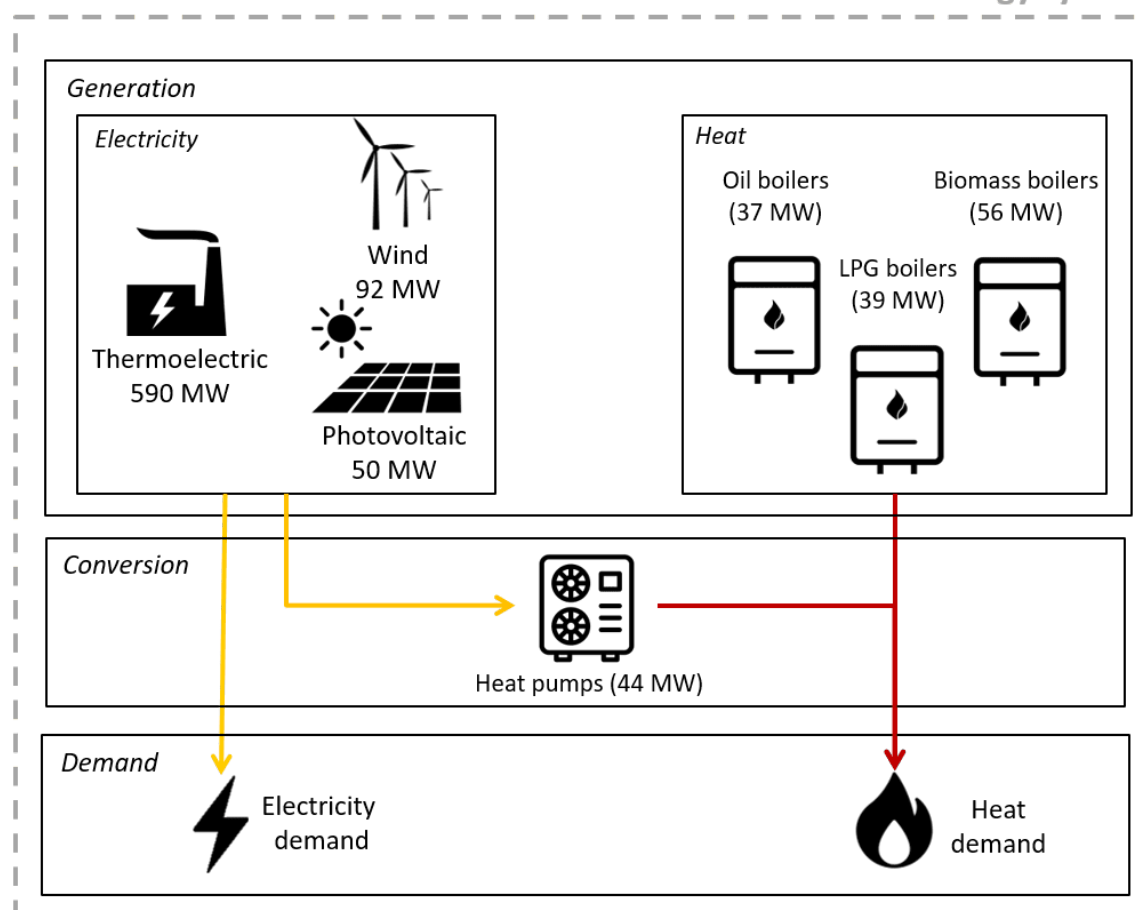 Generation
Electricity
Wind
92 MW
Thermoelectric
590 MW
Photovoltaic
50 MW
Heat
Oil boilers
(37 MW)
Biomass boilers
(56 MW)
LPG boilers
(39 MW)
Conversion
Heat pumps (44 MW)
Demand
Electricity
demand
Heat
demand